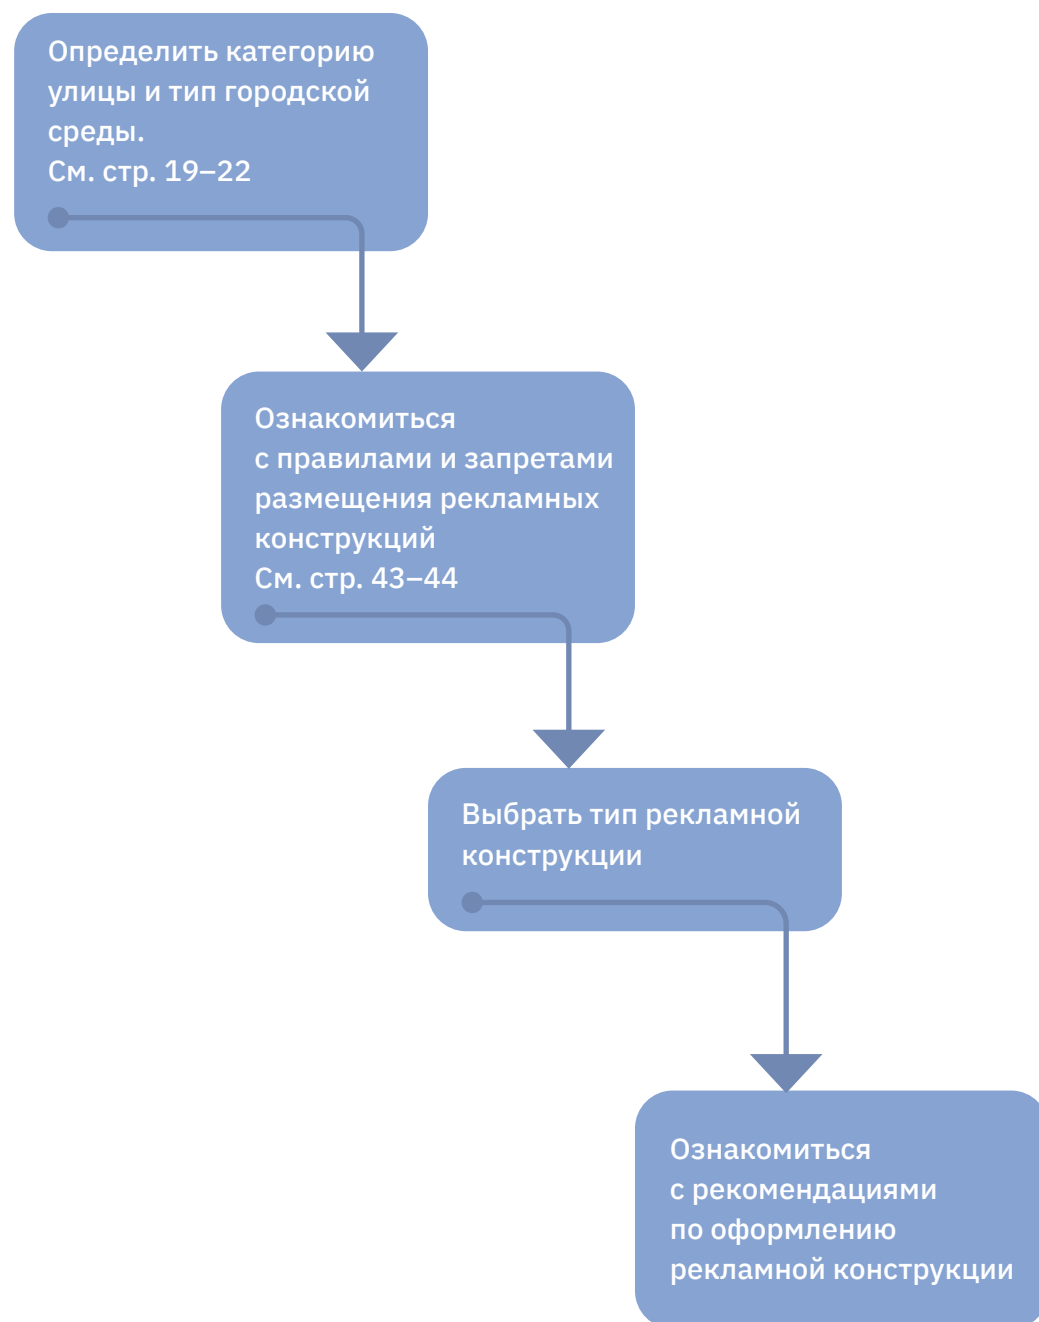 Определить категорию
улицы и тип городской
среды.
См. стр. 19–22
Ознакомиться
с правилами и запретами
размещения рекламных
конструкций
См. стр. 43–44
Выбрать тип рекламной
конструкции
Ознакомиться
с рекомендациями
по оформлению
рекламной конструкции